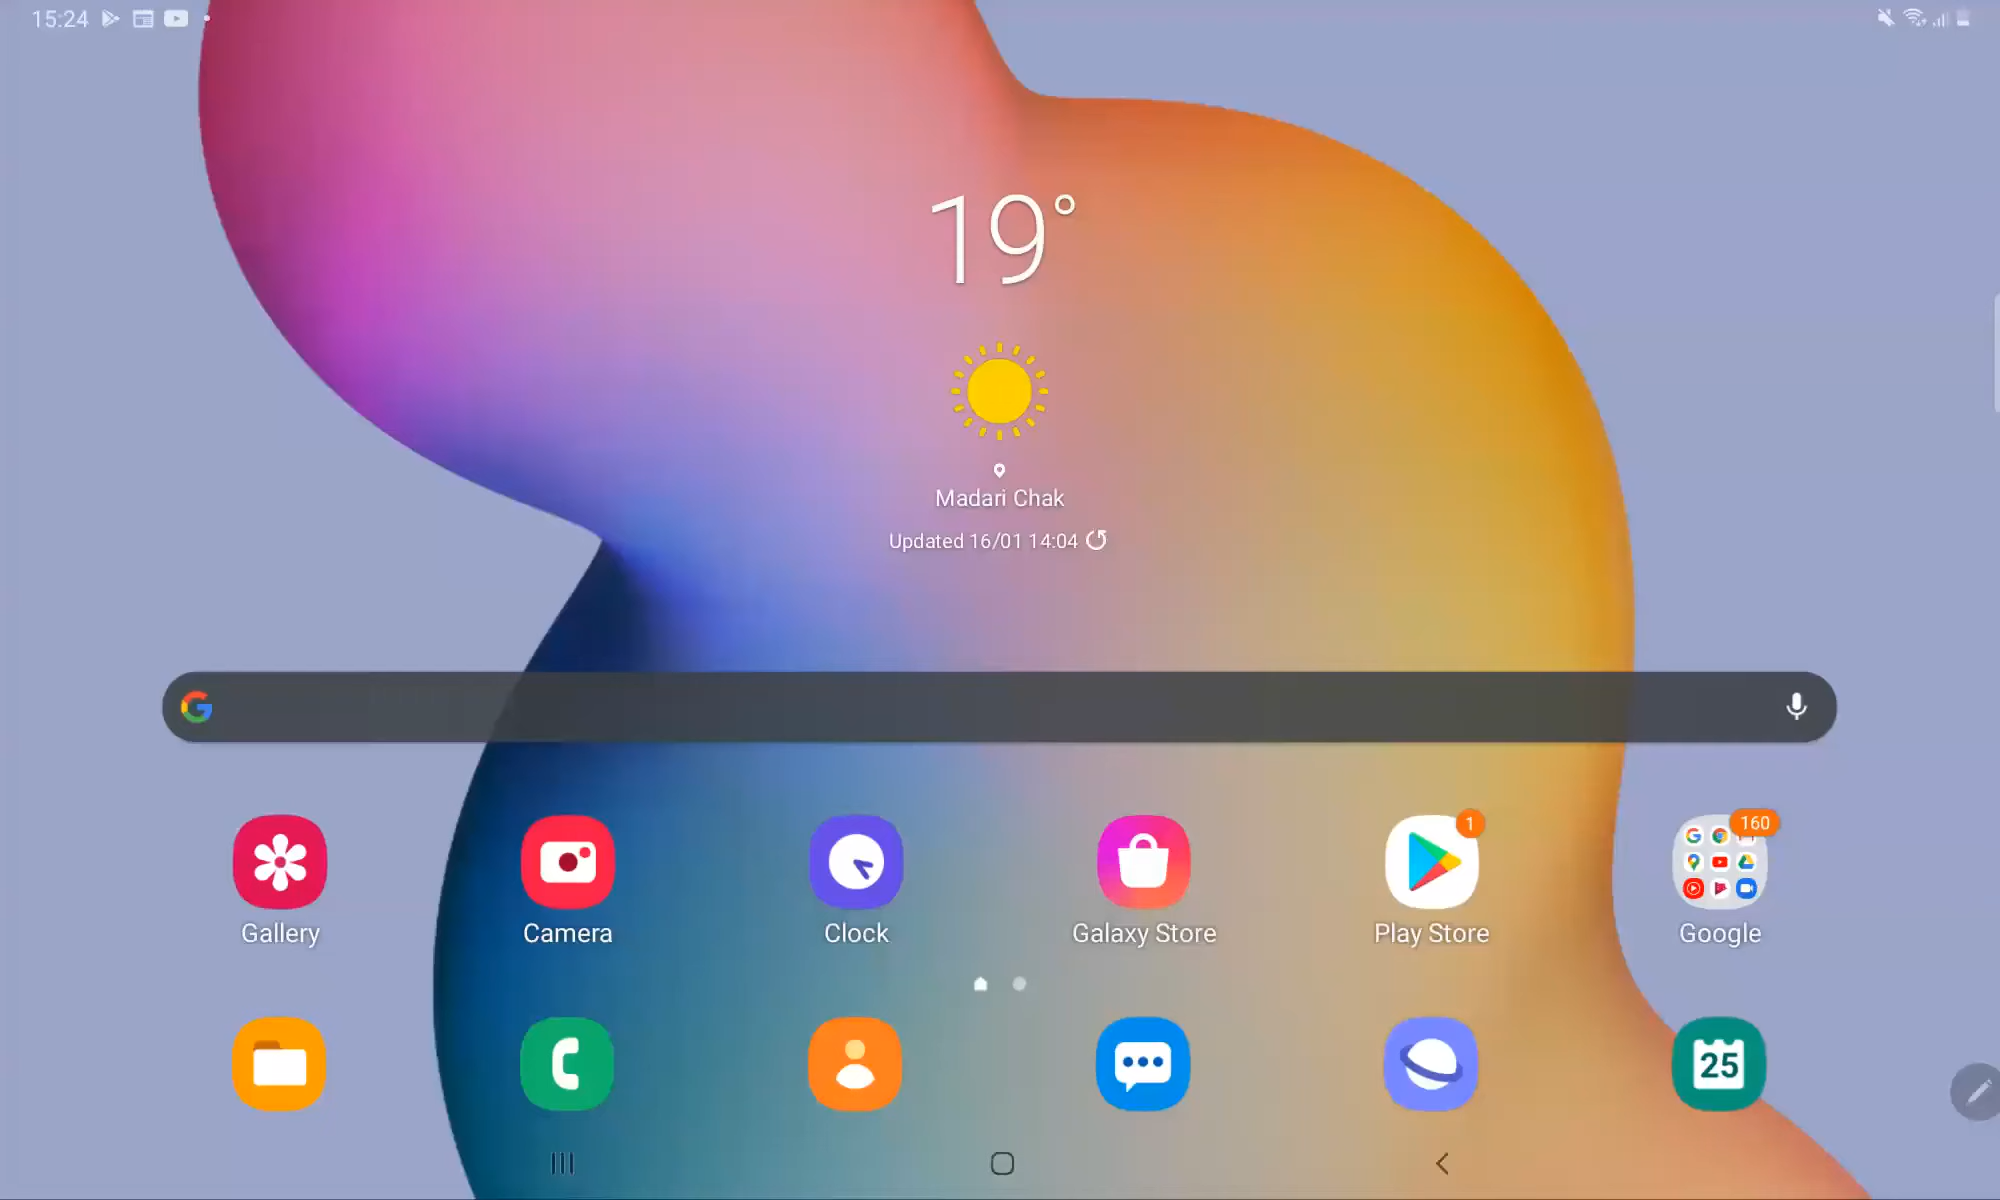 15:24
19°
Madari Chak
Updated 16/01 14:04
1
160
Gallery
Camera
Clock
Galaxy Store
Play Store
Google
25